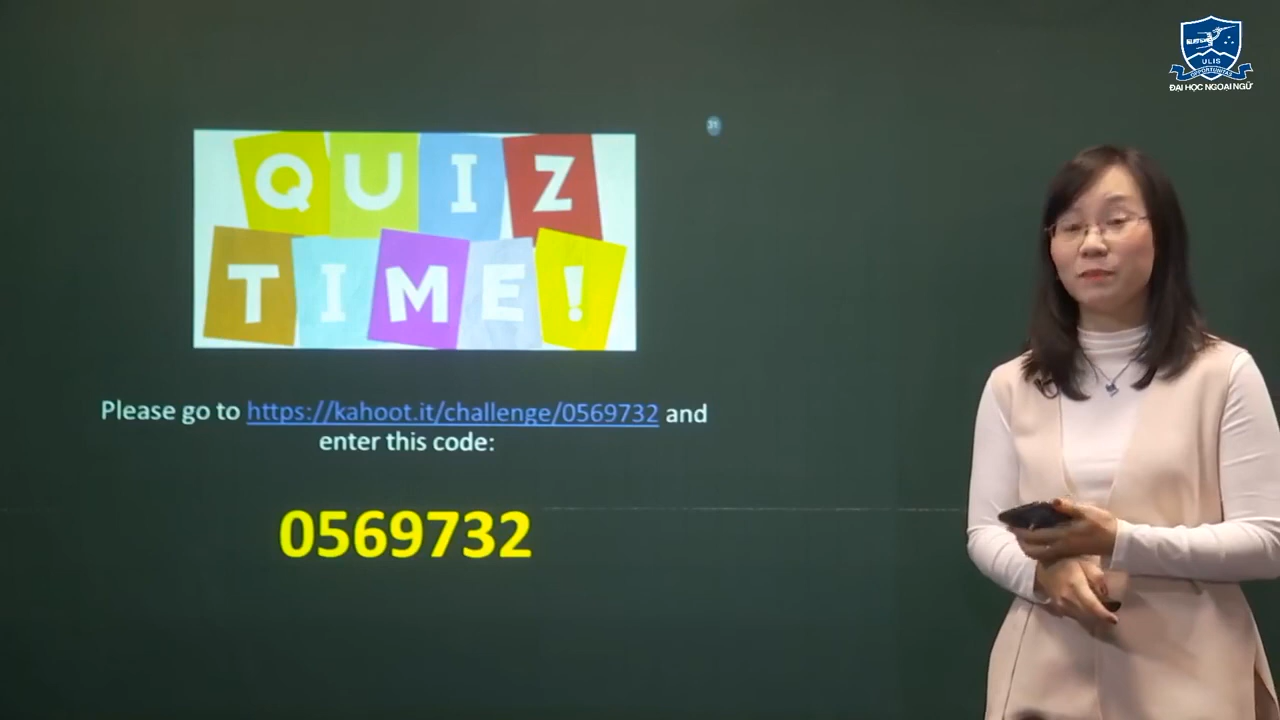 ULIS
ĐẠI HỌC NGOẠI NGỮ
31
QUIZ
TIME!
Please go to https://kahoot.it/challenge/0569732 and
enter this code:
0569732